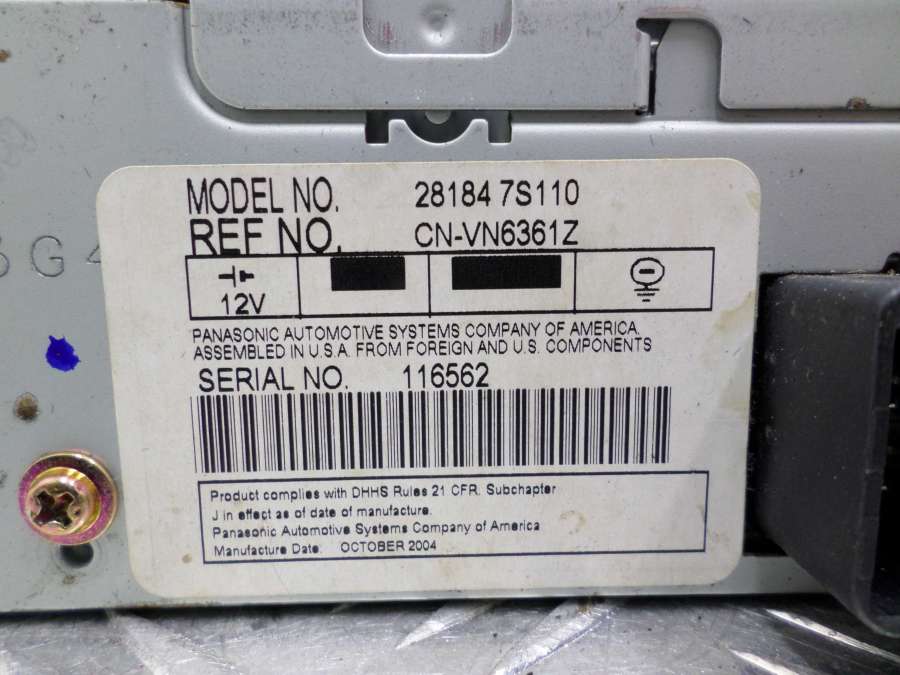 MODEL NO. 28184 7S110
REF NO. CN-VN6361Z
12V
PANASONIC AUTOMOTIVE SYSTEMS COMPANY OF AMERICA.
ASSEMBLED IN U.S.A. FROM FOREIGN AND U.S. COMPONENTS
SERIAL NO. 116562
Product complies with DHHS Rules 21 CFR. Subchapter
J in effect as of date of manufacture.
Panasonic Automotive Systems Company of America
Manufacture Date: OCTOBER 2004